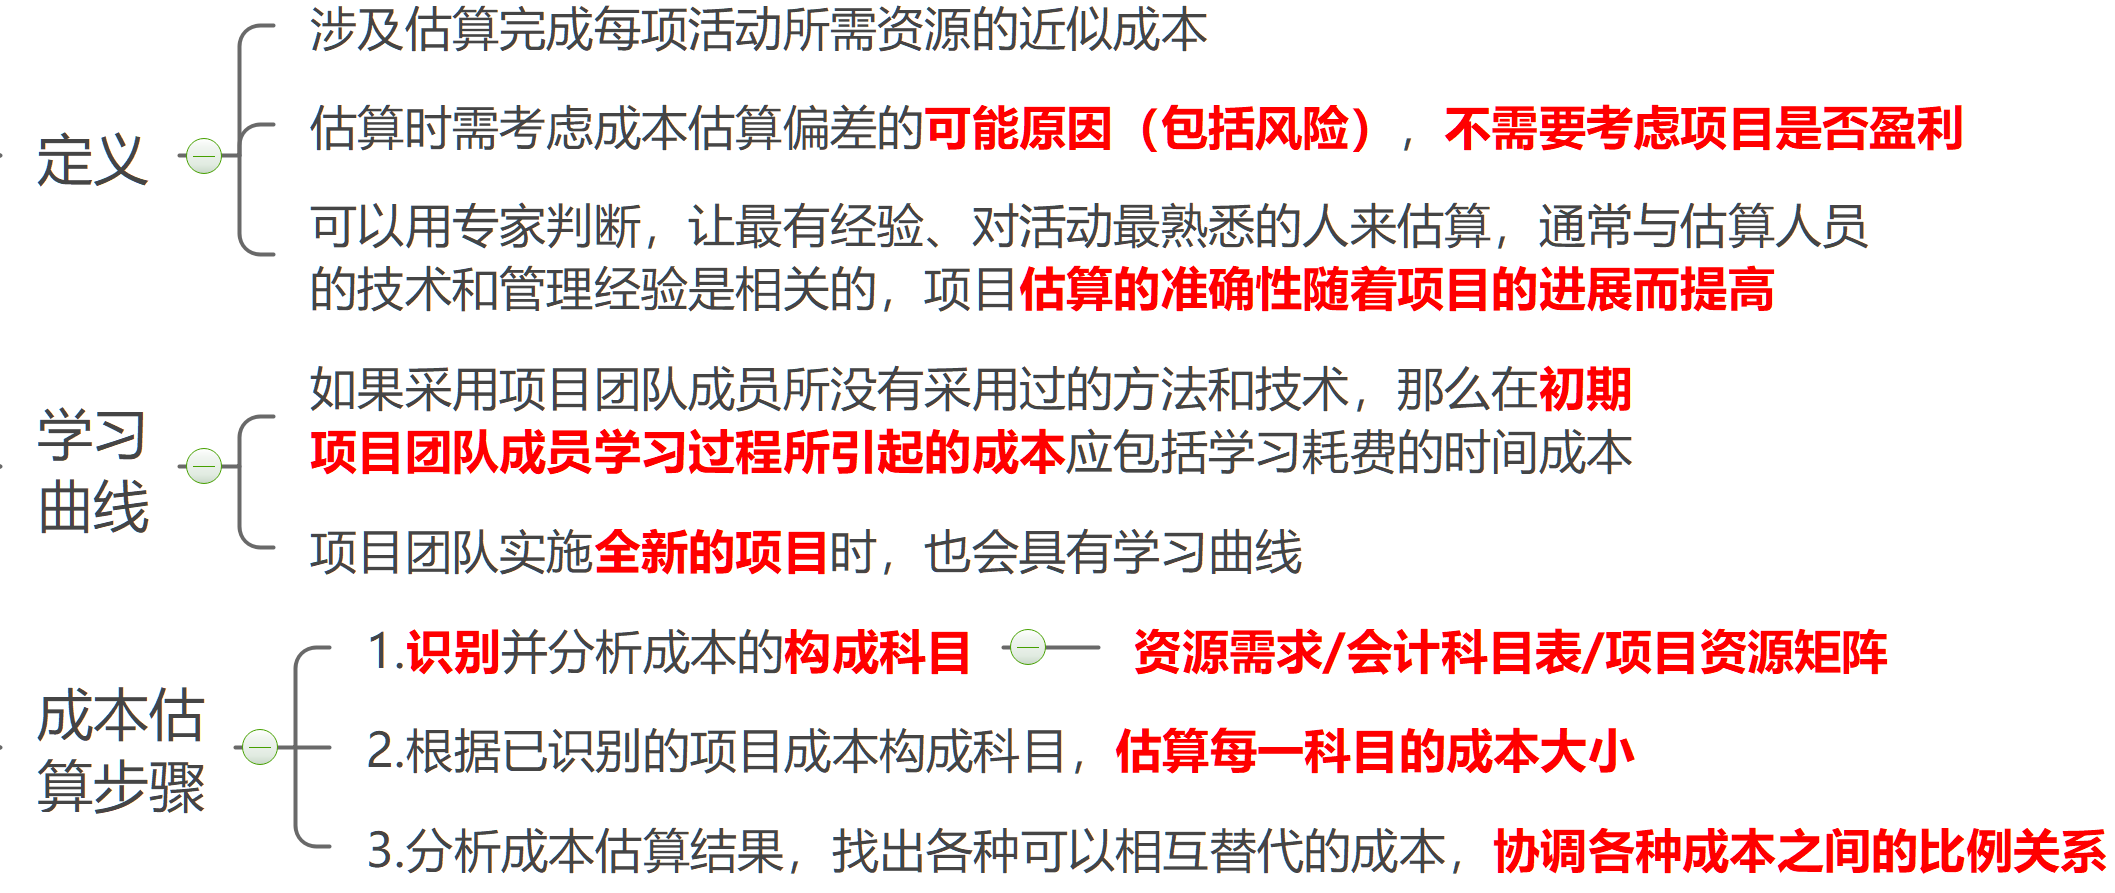 定义
涉及估算完成每项活动所需资源的近似成本
估算时需考虑成本估算偏差的可能原因（包括风险），不需要考虑项目是否盈利
可以用专家判断，让最有经验、对活动最熟悉的人来估算，通常与估算人员
的技术和管理经验是相关的，项目估算的准确性随着项目的进展而提高
学习
曲线
如果采用项目团队成员所没有采用过的方法和技术，那么在初期
项目团队成员学习过程所引起的成本应包括学习耗费的时间成本
项目团队实施全新的项目时，也会具有学习曲线
成本估
算步骤
1.识别并分析成本的构成科目
资源需求/会计科目表/项目资源矩阵
2.根据已识别的项目成本构成科目，估算每一科目的成本大小
3.分析成本估算结果，找出各种可以相互替代的成本，协调各种成本之间的比例关系